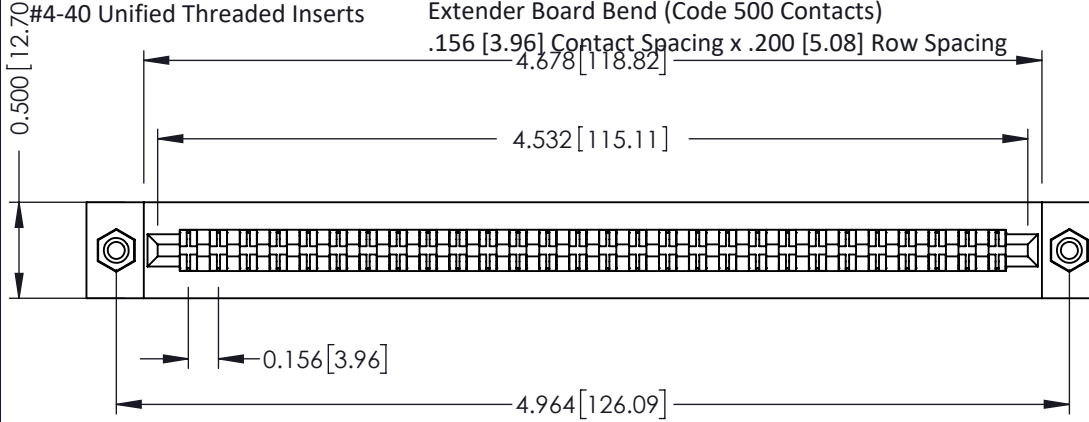 #4-40 Unified Threaded Inserts
Extender Board Bend (Code 500 Contacts)
.156 [3.96] Contact Spacing x .200 [5.08] Row Spacing
0.500 [12.70
4.678 [118.82]
4.532 [115.11]
0.156 [3.96]
4.964 [126.09]